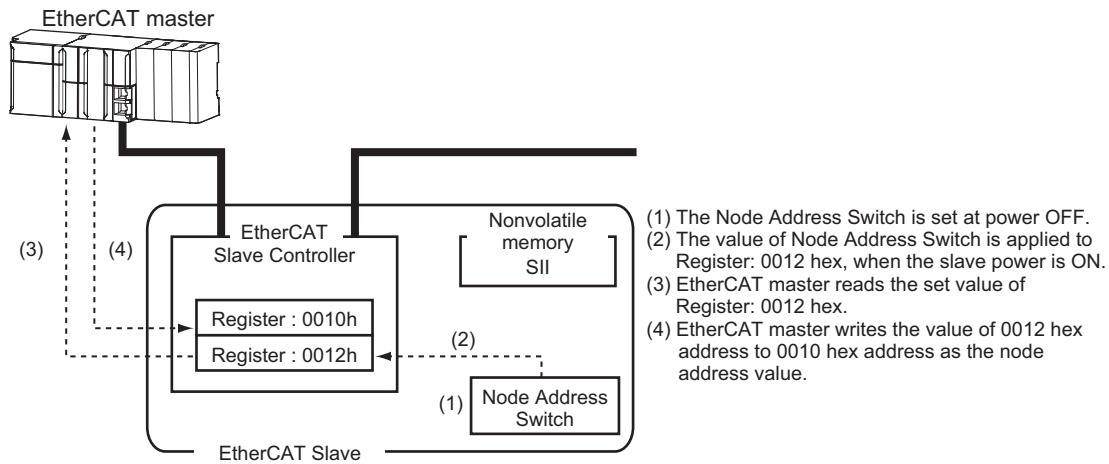 EtherCAT master
(3)
(4)
EtherCAT
Slave Controller
Register : 0010h
Register : 0012h
Nonvolatile
memory
SII
(2)
(1)
Node Address
Switch
EtherCAT Slave
(1) The Node Address Switch is set at power OFF.
(2) The value of Node Address Switch is applied to
Register: 0012 hex, when the slave power is ON.
(3) EtherCAT master reads the set value of
Register: 0012 hex.
(4) EtherCAT master writes the value of 0012 hex
address to 0010 hex address as the node
address value.